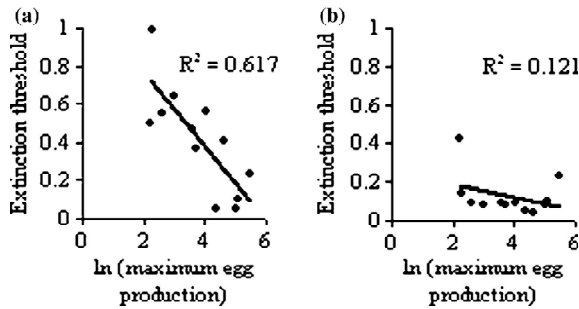 (a)
Extinction threshold
1
0.8
0.6
0.4
0.2
0
R² = 0.617
0 2 4 6
ln (maximum egg
production)
(b)
Extinction threshold
1
0.8
0.6
0.4
0.2
0
R² = 0.121
0 2 4 6
ln (maximum egg
production)